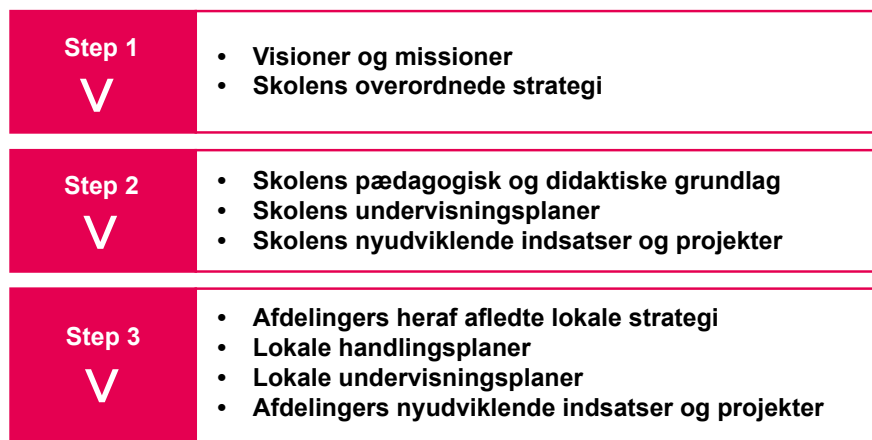 Step 1
V
• Visioner og missioner
• Skolens overordnede strategi
Step 2
V
• Skolens pædagogisk og didaktiske grundlag
• Skolens undervisningsplaner
• Skolens nyudviklende indsatser og projekter
Step 3
V
• Afdelingers heraf afledte lokale strategi
• Lokale handlingsplaner
• Lokale undervisningsplaner
• Afdelingers nyudviklende indsatser og projekter